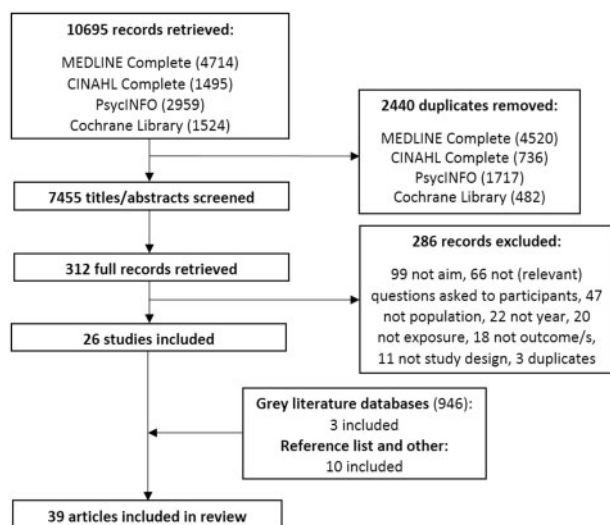 10695 records retrieved:
MEDLINE Complete (4714)
CINAHL Complete (1495)
PsycINFO (2959)
Cochrane Library (1524)
2440 duplicates removed:
MEDLINE Complete (4520)
CINAHL Complete (736)
PsycINFO (1717)
Cochrane Library (482)
7455 titles/abstracts screened
286 records excluded:
99 not aim, 66 not (relevant)
questions asked to participants, 47
not population, 22 not year, 20
not exposure, 18 not outcome/s,
11 not study design, 3 duplicates
312 full records retrieved
26 studies included
Grey literature databases (946):
3 included
Reference list and other:
10 included
39 articles included in review